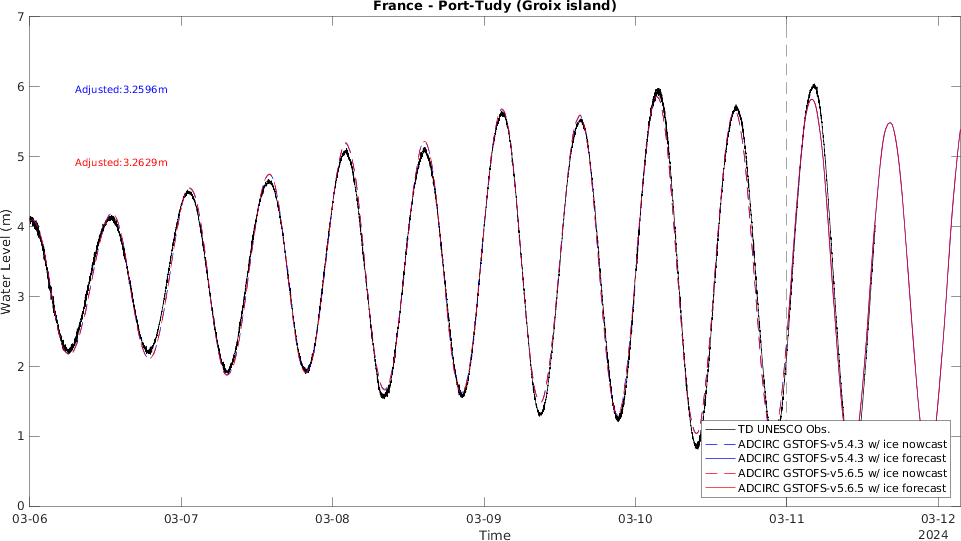 France - Port-Tudy (Groix island)
7
6
5
4
3
2
1
0
Water Level (m)
Adjusted:3.2596m
Adjusted:3.2629m
TD UNESCO Obs.
ADCIRC GSTOFS-v5.4.3 w/ ice nowcast
ADCIRC GSTOFS-v5.4.3 w/ ice forecast
ADCIRC GSTOFS-v5.6.5 w/ ice nowcast
ADCIRC GSTOFS-v5.6.5 w/ ice forecast
03-06 03-07 03-08 03-09 03-10 03-11 03-12
Time 2024